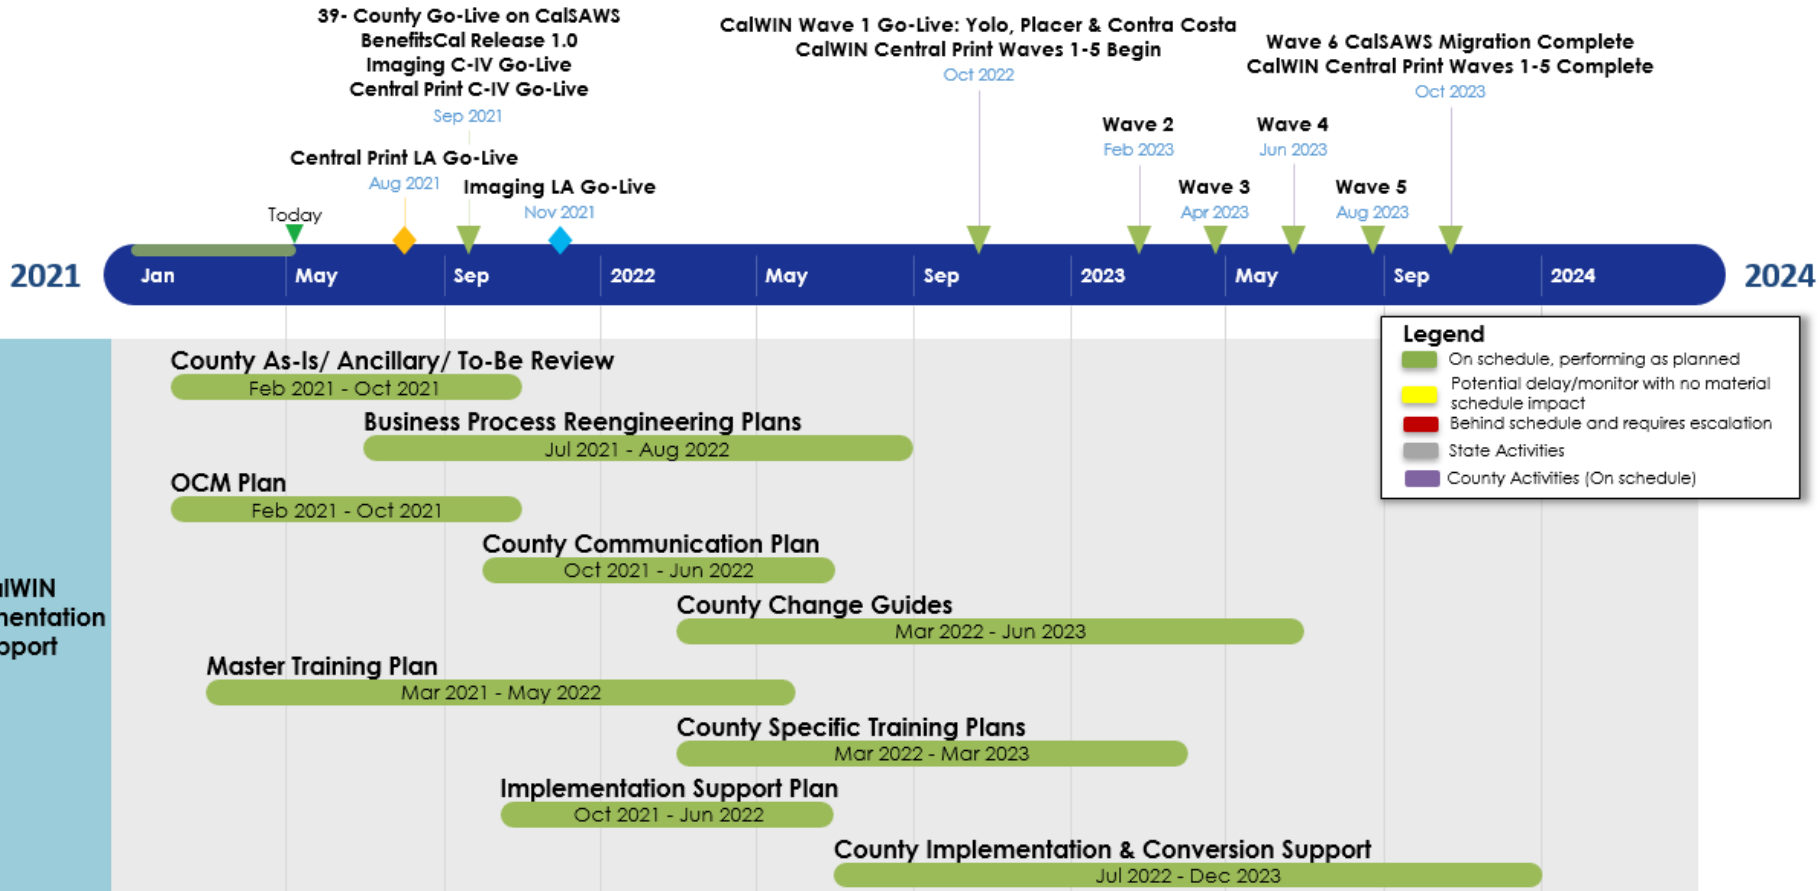 39- County Go-Live on CalSAWS
BenefitsCal Release 1.0
Imaging C-IV Go-Live
Central Print C-IV Go-Live
Sep 2021
Central Print LA Go-Live
Aug 2021
Imaging LA Go-Live
Nov 2021
Today
CalWIN Wave 1 Go-Live: Yolo, Placer & Contra Costa
CalWIN Central Print Waves 1-5 Begin
Oct 2022
Wave 6 CalSAWS Migration Complete
CalWIN Central Print Waves 1-5 Complete
Oct 2023
Wave 2
Feb 2023
Wave 4
Jun 2023
Wave 3
Apr 2023
Wave 5
Aug 2023
2021 Jan May Sep 2022 May Sep 2023 May Sep 2024 2024
Legend
On schedule, performing as planned
Potential delay/monitor with no material
schedule impact
Behind schedule and requires escalation
State Activities
County Activities (On schedule)
County As-Is/ Ancillary/ To-Be Review
Feb 2021 - Oct 2021
Business Process Reengineering Plans
Jul 2021 - Aug 2022
OCM Plan
Feb 2021 - Oct 2021
County Communication Plan
Oct 2021 - Jun 2022
alWIN
mentation
pport
County Change Guides
Mar 2022 - Jun 2023
Master Training Plan
Mar 2021 - May 2022
County Specific Training Plans
Mar 2022 - Mar 2023
Implementation Support Plan
Oct 2021 - Jun 2022
County Implementation & Conversion Support
Jul 2022 - Dec 2023